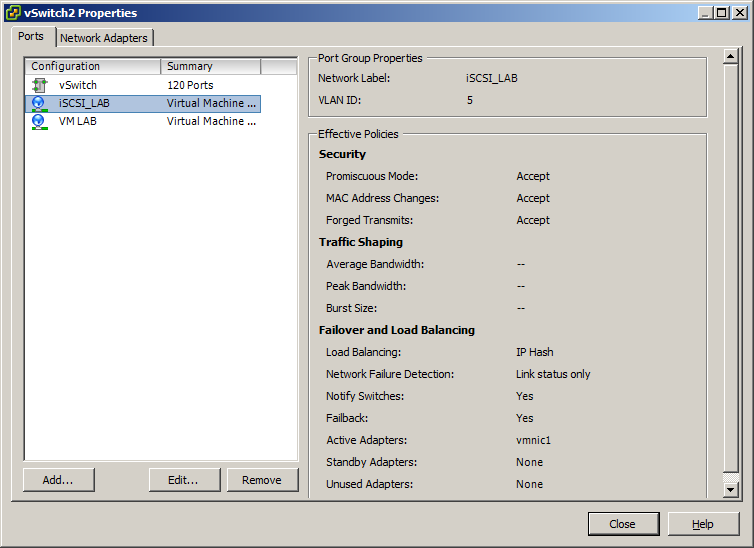 vSwitch2 Properties
Ports Network Adapters
Configuration Summary
vSwitch 120 Ports
iSCSI_LAB Virtual Machine ...
VM LAB Virtual Machine ...
Add... Edit... Remove
Port Group Properties
Network Label: iSCSI_LAB
VLAN ID: 5
Effective Policies
Security
Promiscuous Mode: Accept
MAC Address Changes: Accept
Forged Transmits: Accept
Traffic Shaping
Average Bandwidth: --
Peak Bandwidth: --
Burst Size: --
Failover and Load Balancing
Load Balancing: IP Hash
Network Failure Detection: Link status only
Notify Switches: Yes
Failback: Yes
Active Adapters: vmnic1
Standby Adapters: None
Unused Adapters: None
Close Help